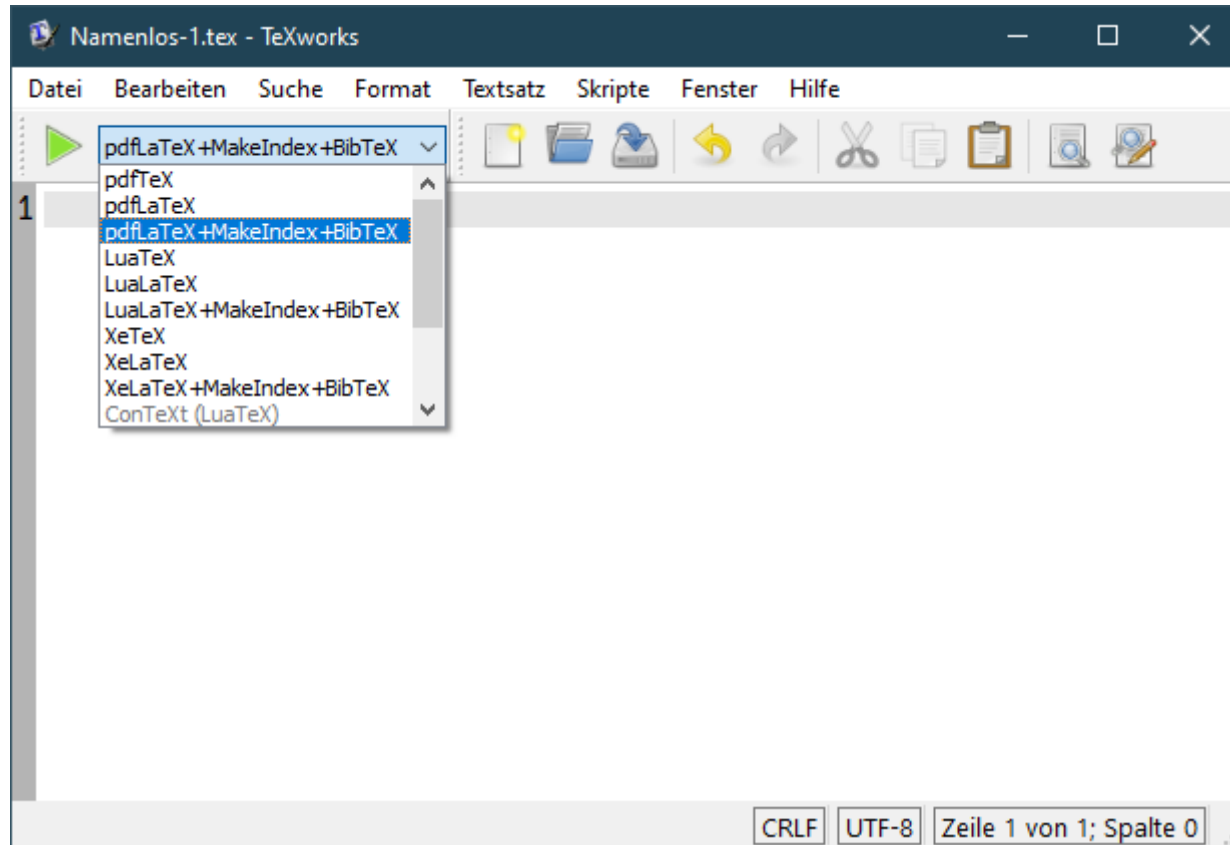 Namenlos-1.tex - TeXworks
Datei Bearbeiten Suche Format Textsatz Skripte Fenster Hilfe
pdfLaTeX+MakeIndex+BibTeX
pdfTeX
pdfLaTeX
pdfLaTeX+MakeIndex+BibTeX
LuaTeX
LuaLaTeX
LuaLaTeX+MakeIndex+BibTeX
XeTeX
XeLaTeX
XeLaTeX+MakeIndex+BibTeX
ConTeXt (LuaTeX)
1
CRLF UTF-8 Zeile 1 von 1; Spalte 0